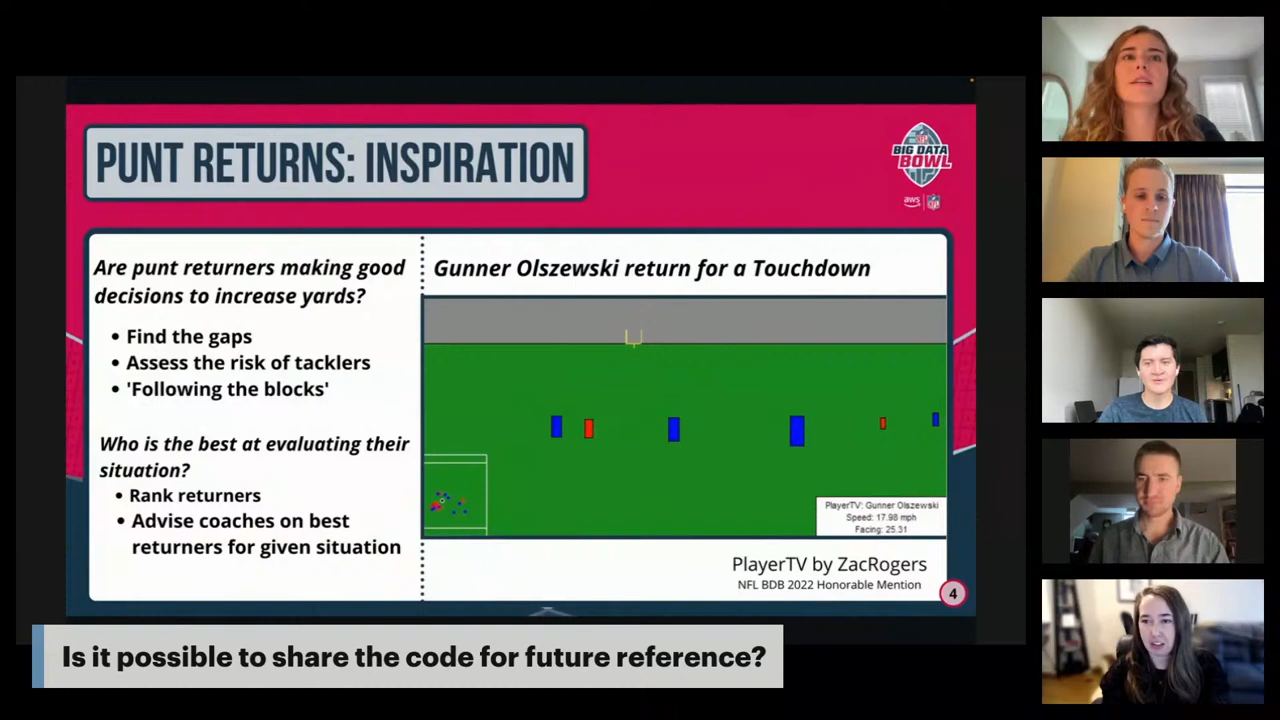 PUNT RETURNS: INSPIRATION
BIG DATA
BOWL
aws | NFL
Are punt returners making good
decisions to increase yards?
• Find the gaps
• Assess the risk of tacklers
• 'Following the blocks'
Who is the best at evaluating their
situation?
• Rank returners
• Advise coaches on best
returners for given situation
Gunner Olszewski return for a Touchdown
PlayerTV: Gunner Olszewski
Speed: 17.98 mph
Facing: 25.31
PlayerTV by ZacRogers
NFL BDB 2022 Honorable Mention
4
Is it possible to share the code for future reference?